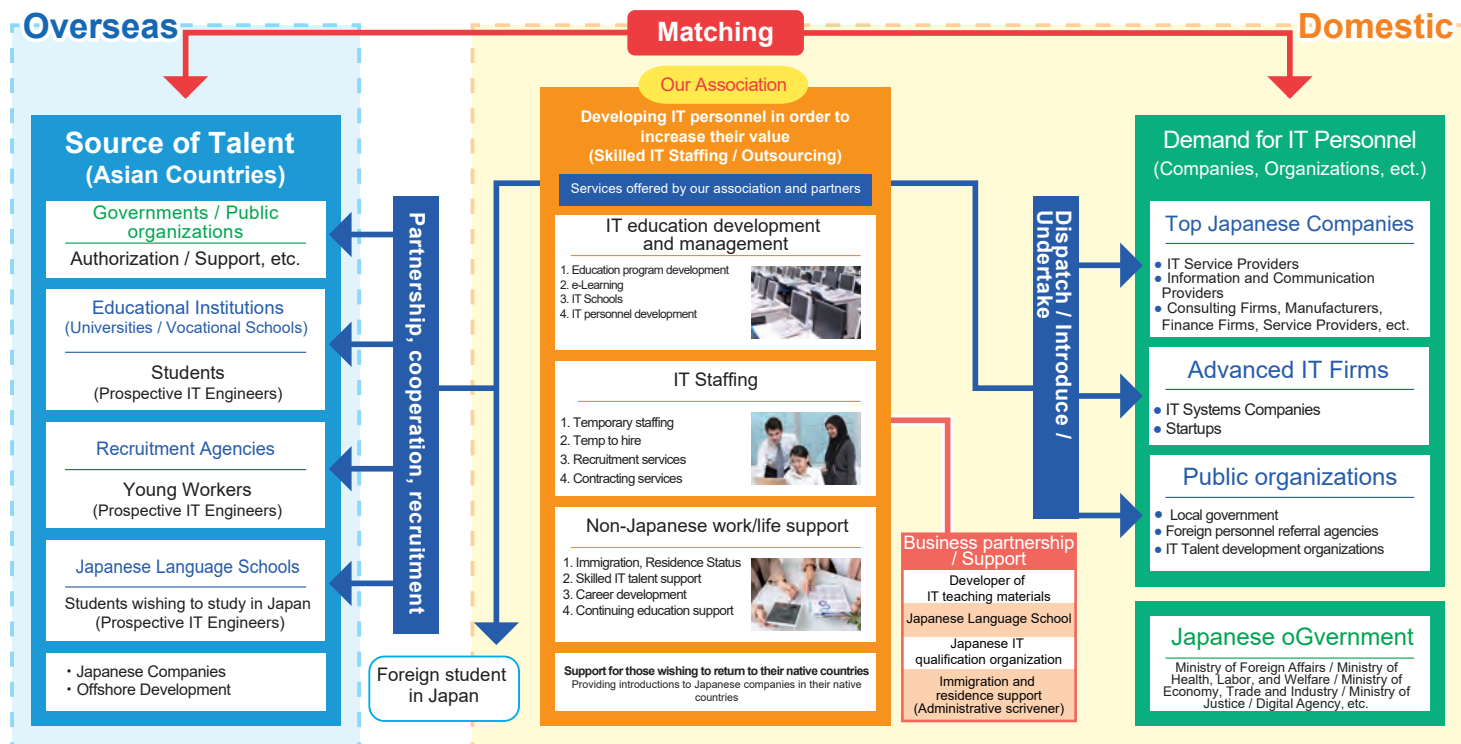 Overseas
Matching
Domestic
Source of Talent
(Asian Countries)
Governments / Public
organizations
Authorization / Support, etc.
Educational Institutions
(Universities / Vocational Schools)
Students
(Prospective IT Engineers)
Recruitment Agencies
Young Workers
(Prospective IT Engineers)
Japanese Language Schools
Students wishing to study in Japan
(Prospective IT Engineers)
・Japanese Companies
・Offshore Development
Partnership, cooperation, recruitment
Foreign student
in Japan
Our Association
Developing IT personnel in order to
increase their value
(Skilled IT Staffing / Outsourcing)
Services offered by our association and partners
IT education development
and management
1. Education program development
2. e-Learning
3. IT Schools
4. IT personnel development
IT Staffing
1. Temporary staffing
2. Temp to hire
3. Recruitment services
4. Contracting services
Non-Japanese work/life support
1. Immigration, Residence Status
2. Skilled IT talent support
3. Career development
4. Continuing education support
Support for those wishing to return to their native countries
Providing introductions to Japanese companies in their native
countries
Business partnership
/ Support
Developer of
IT teaching materials
Japanese Language School
Japanese IT
qualification organization
Immigration and
residence support
(Administrative scrivener)
Dispatch / Introduce /
Undertake
Demand for IT Personnel
(Companies, Organizations, ect.)
Top Japanese Companies
● IT Service Providers
● Information and Communication
Providers
● Consulting Firms, Manufacturers,
Finance Firms, Service Providers, ect.
Advanced IT Firms
● IT Systems Companies
● Startups
Public organizations
● Local government
● Foreign personnel referral agencies
● IT Talent development organizations
Japanese oGvernment
Ministry of Foreign Affairs / Ministry of
Health, Labor, and Welfare / Ministry of
Economy, Trade and Industry / Ministry of
Justice / Digital Agency, etc.